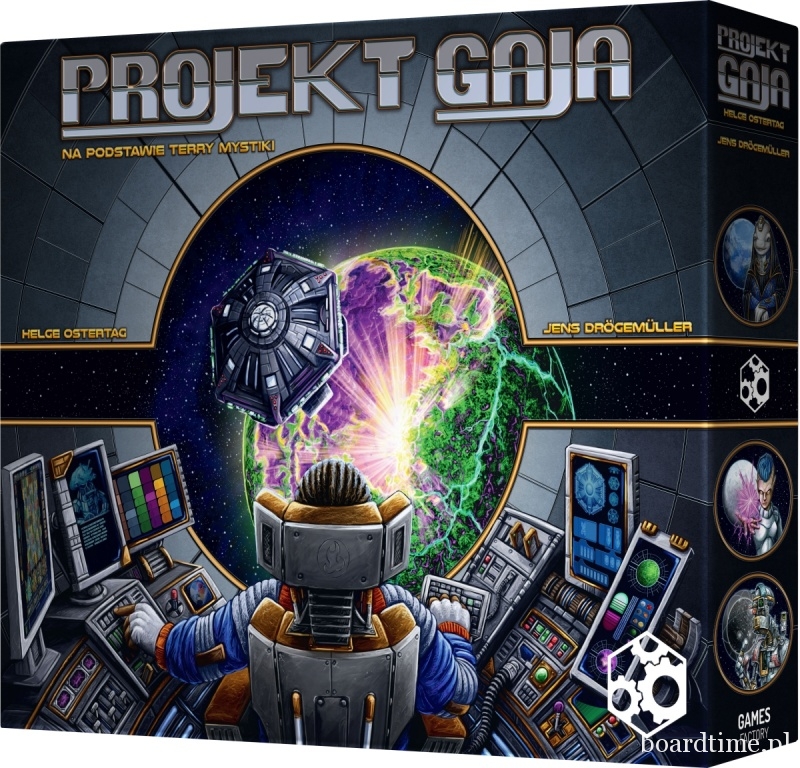 PROJEKT GAJA
NA PODSTAWIE TERRY MYSTIKI
HELGE OSTERTAG
JENS DRÖGEMÜLLER
PROJEKT
GAJA
HELGE OSTERTAG
JENS DRÖGEMÜLLER
GAMES
FACTORY
boardtime.pl